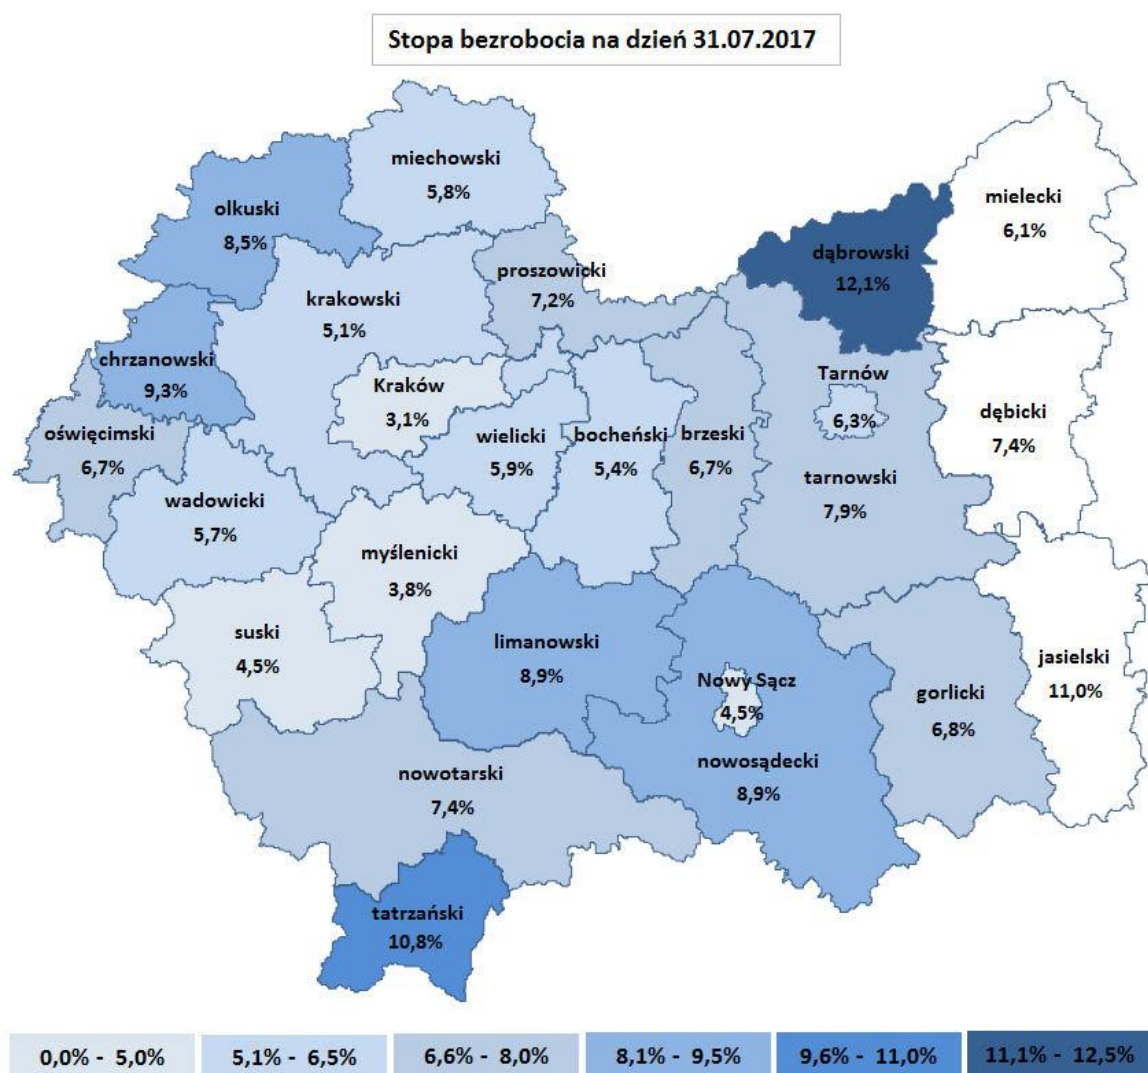 Stopa bezrobocia na dzień 31.07.2017
miechowski
5,8%
olkuski
8,5%
mielecki
6,1%
dąbrowski
12,1%
proszowicki
7,2%
krakowski
5,1%
chrzanowski
9,3%
Kraków
3,1%
Tarnów
6,3%
dębicki
7,4%
oświęcimski
6,7%
wielicki
5,9%
bocheński
5,4%
brzeski
6,7%
tarnowski
7,9%
wadowicki
5,7%
myślenicki
3,8%
suski
4,5%
limanowski
8,9%
Nowy Sącz
4,5%
jasielski
11,0%
gorlicki
6,8%
nowosądecki
8,9%
nowotarski
7,4%
tatrzański
10,8%
0,0% - 5,0%
5,1% - 6,5%
6,6% - 8,0%
8,1% - 9,5%
9,6% - 11,0%
11,1% - 12,5%